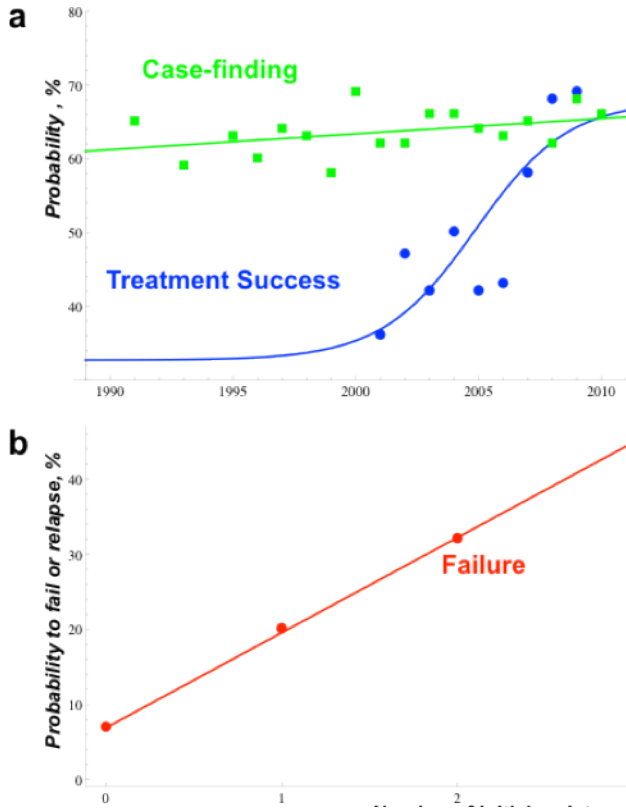 a
Probability , %
80
70
60
50
40
Case-finding
Treatment Success
1990 1995 2000 2005 2010
b
Probability to fail or relapse, %
40
30
20
10
0
Failure
0 1 2